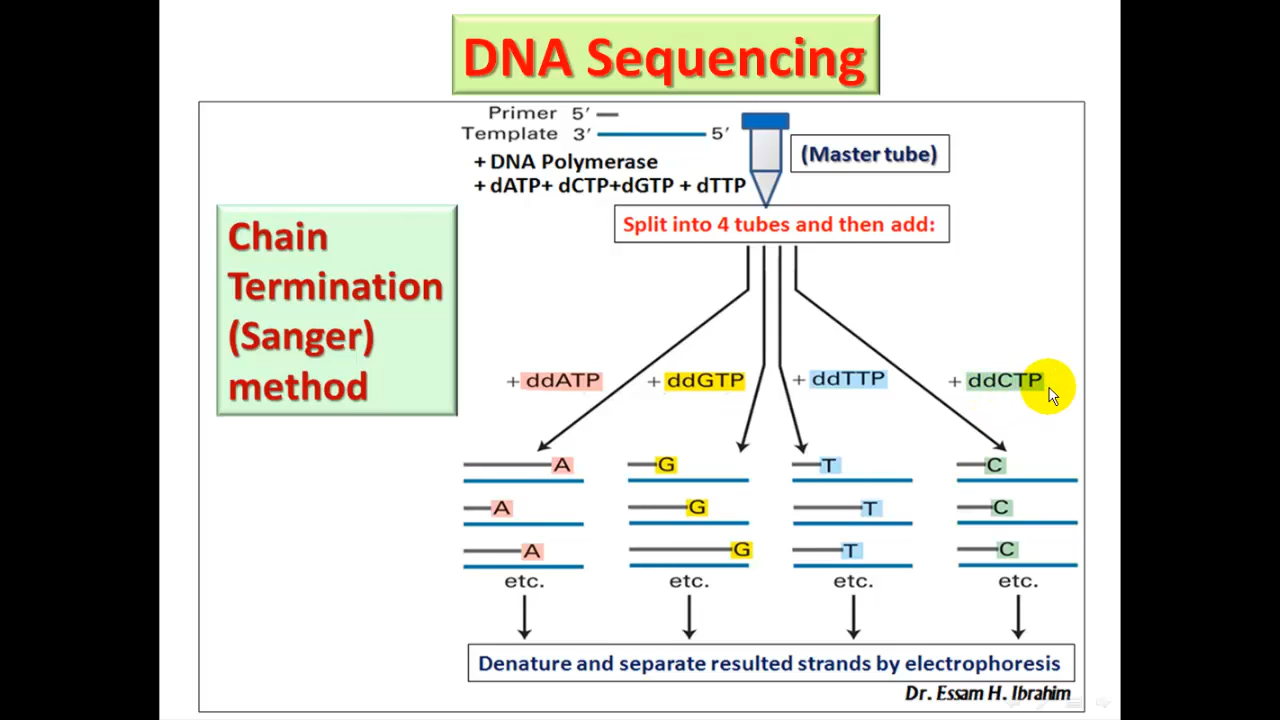 DNA Sequencing
Primer 5′
Template 3′ 5′
+ DNA Polymerase
+ dATP+ dCTP+dGTP + dTTP
(Master tube)
Split into 4 tubes and then add:
Chain
Termination
(Sanger)
method
+ ddATP + ddGTP + ddTTP + ddCTP
A G T C
A G T C
A G T C
etc. etc. etc. etc.
Denature and separate resulted strands by electrophoresis
Dr. Essam H. Ibrahim